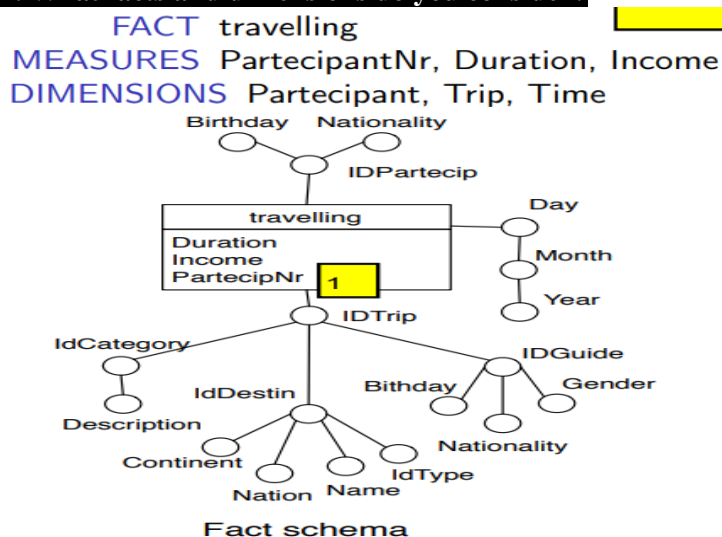 FACT travelling
MEASURES PartecipantNr, Duration, Income
DIMENSIONS Partecipant, Trip, Time
Birthday Nationality
IDPartecip
travelling
Day
Duration
Income
PartecipNr 1
Month
Year
IDTrip
IdCategory
IDGuide
IdDestin
Bithday
Gender
Description
Nationality
Continent
IdType
Nation Name
Fact schema